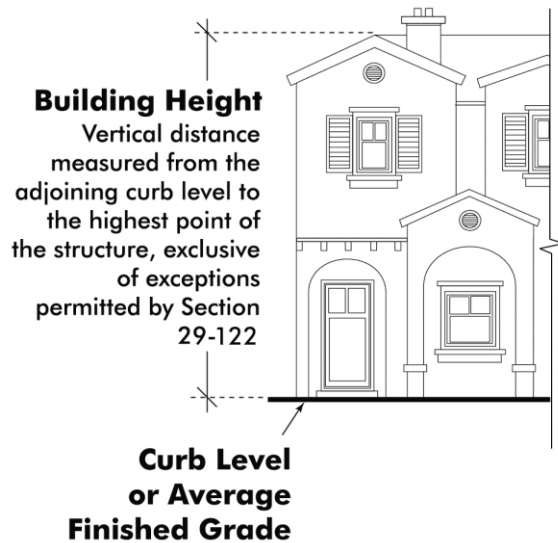 Building Height
Vertical distance
measured from the
adjoining curb level to
the highest point of
the structure, exclusive
of exceptions
permitted by Section
29-122
Curb Level
or Average
Finished Grade